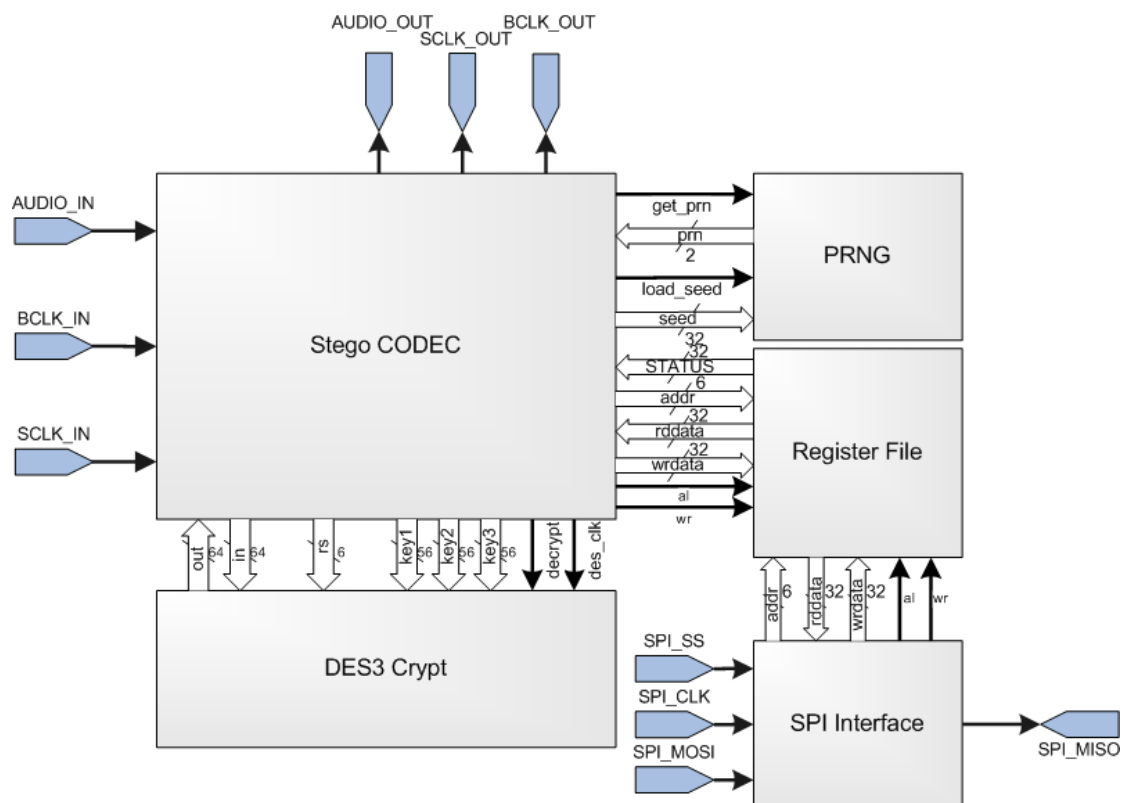 AUDIO_OUT
BCLK_OUT
SCLK_OUT
AUDIO_IN
BCLK_IN
SCLK_IN
Stego CODEC
get_prn
prn
2
load_seed
seed
32
32
STATUS
6
addr
32
rddata
32
wrdata
al
wr
PRNG
Register File
out
64
in
64
rs
6
key1
56
key2
56
key3
56
decrypt
des_clk
DES3 Crypt
addr
6
rddata
32
wrdata
32
al
wr
SPI_SS
SPI_CLK
SPI_MOSI
SPI Interface
SPI_MISO